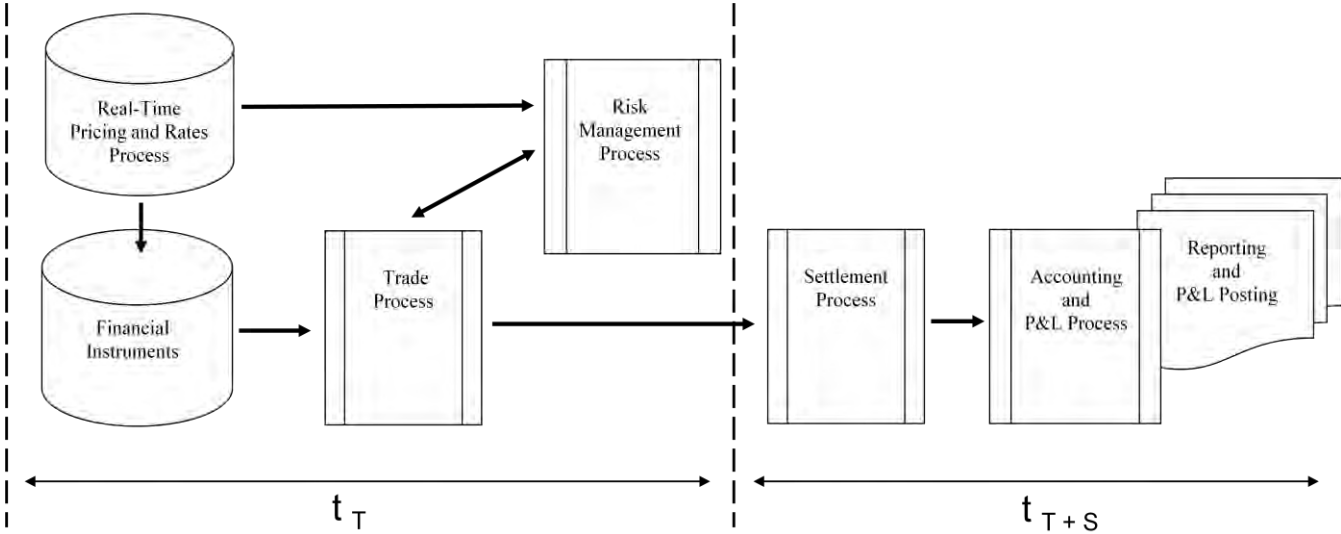 Real-Time
Pricing and Rates
Process
Risk
Management
Process
Financial
Instruments
Trade
Process
Settlement
Process
Accounting
and
P&L Process
Reporting
and
P&L Posting
t T
t T + S